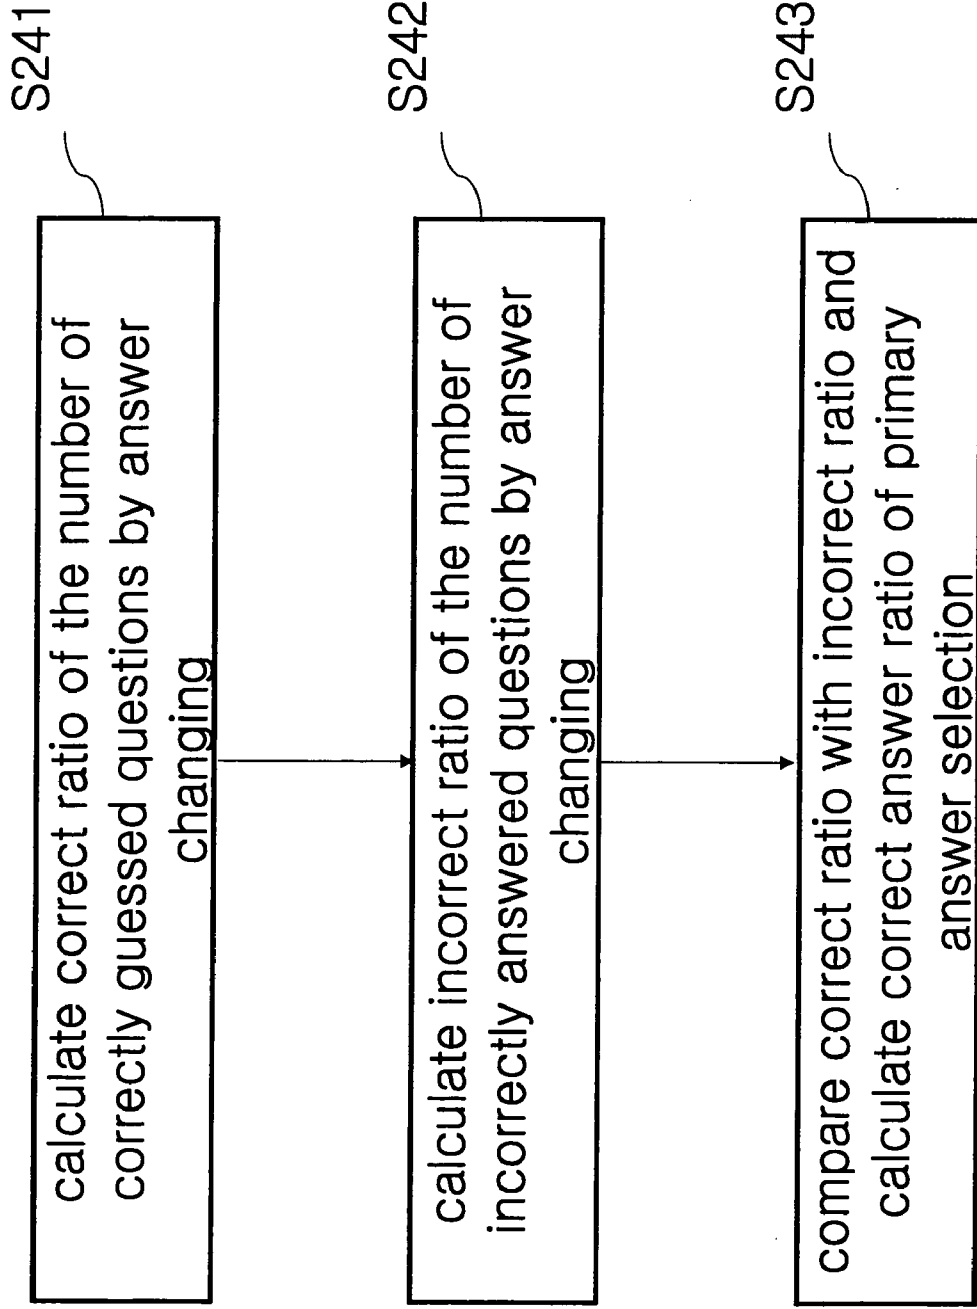 S241
calculate correct ratio of the number of
correctly guessed questions by answer
changing
S242
calculate incorrect ratio of the number of
incorrectly answered questions by answer
changing
S243
compare correct ratio with incorrect ratio and
calculate correct answer ratio of primary
answer selection